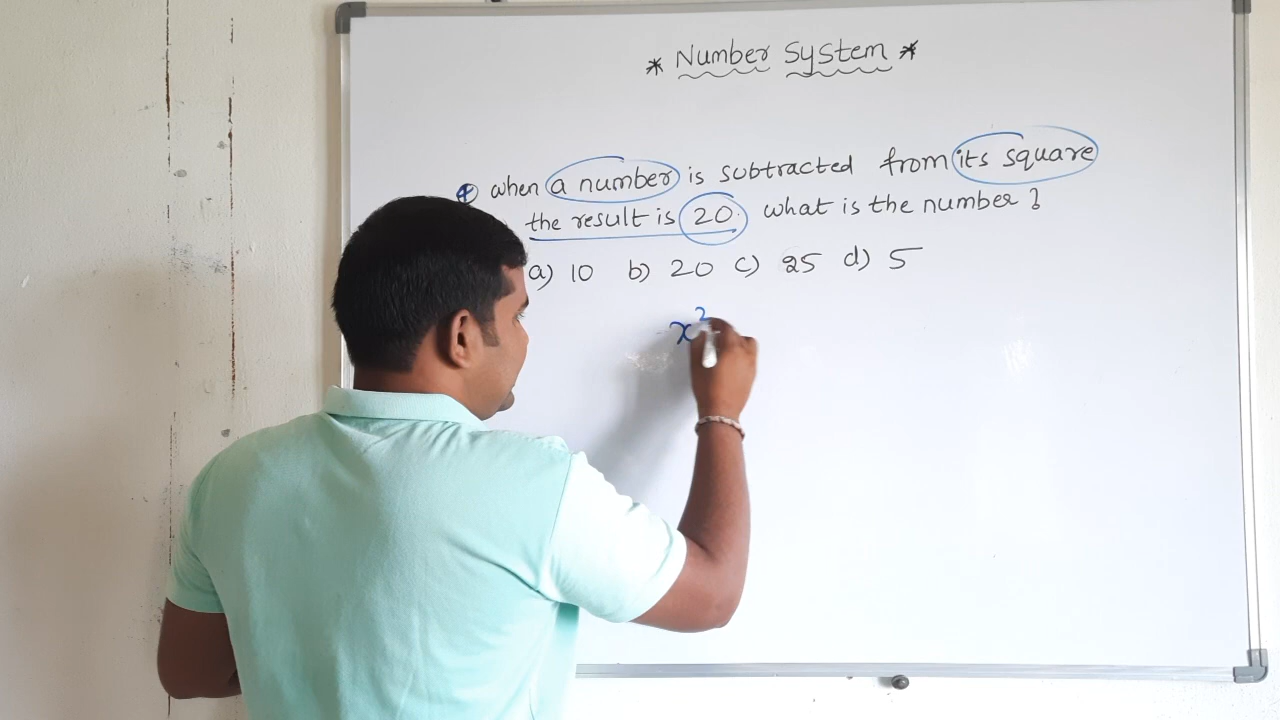 * Number System *
when a number is subtracted from its square
the result is 20. what is the number ?
a) 10 b) 20 c) 25 d) 5
x²